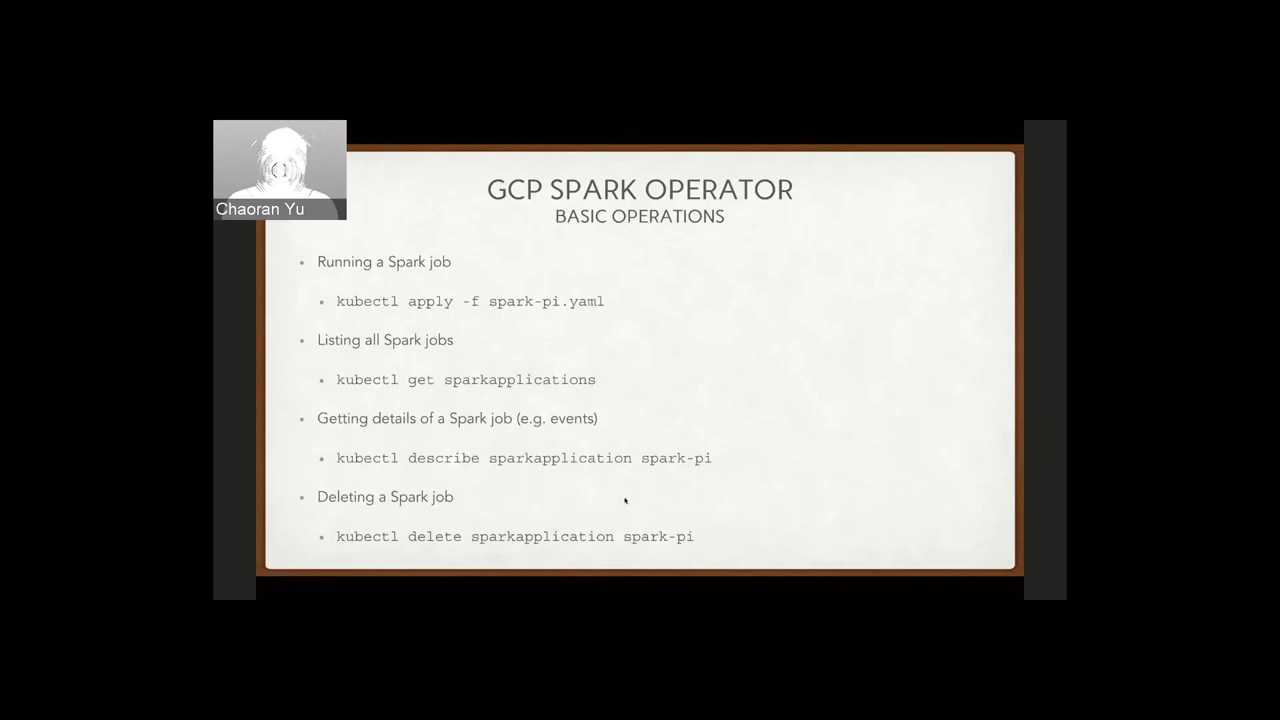 Chaoran Yu
GCP SPARK OPERATOR
BASIC OPERATIONS
• Running a Spark job
• kubectl apply -f spark-pi.yaml
• Listing all Spark jobs
• kubectl get sparkapplications
• Getting details of a Spark job (e.g. events)
• kubectl describe sparkapplication spark-pi
• Deleting a Spark job
• kubectl delete sparkapplication spark-pi